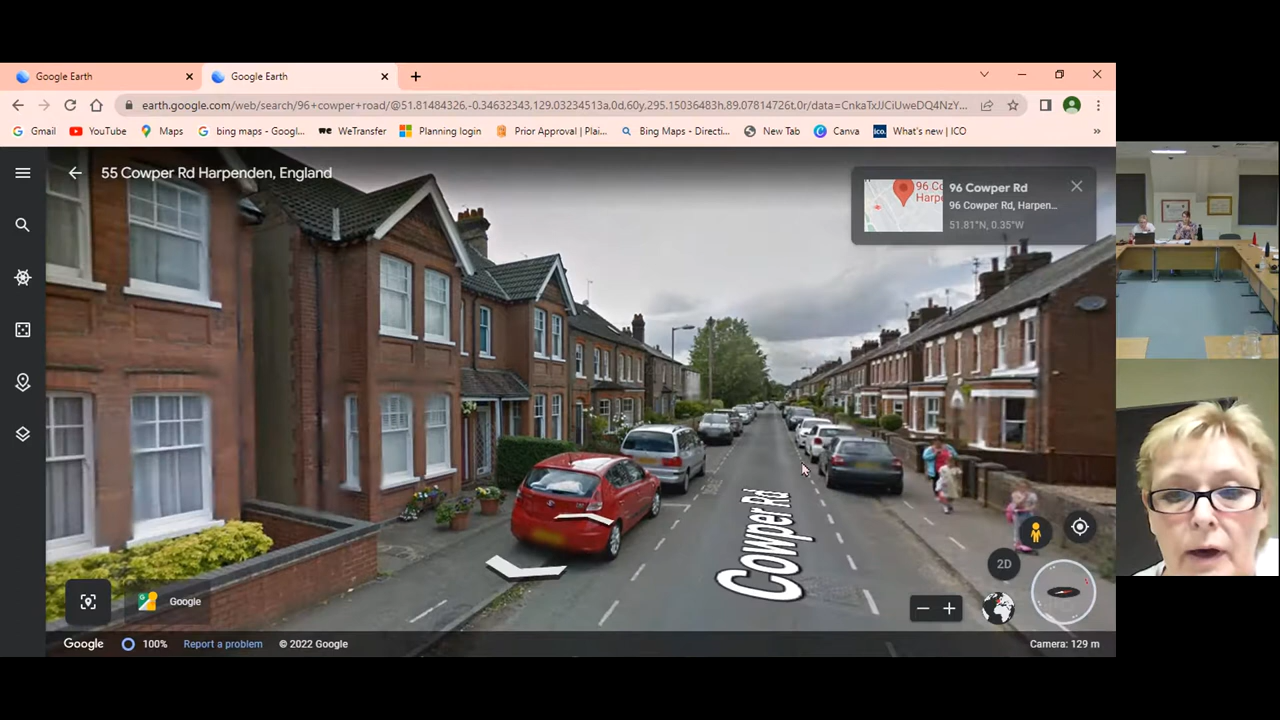 Google Earth
Google Earth
earth.google.com/web/search/96+cowper+road/@51.81484326,-0.34632343,129.03234513a,0d,60y,295.15036483h,89.07814726t,0r/data=CnkaTxJJCiUweDQ4NzY...
Gmail YouTube Maps bing maps - Googl... WeTransfer Planning login Prior Approval | Plai... Bing Maps - Directi... New Tab Canva ico. What's new | ICO »
55 Cowper Rd Harpenden, England
96 Co
Harpe
96 Cowper Rd
96 Cowper Rd, Harpen...
51.81°N, 0.35°W
Cowper Rd
2D
Google
Google 100% Report a problem © 2022 Google Camera: 129 m